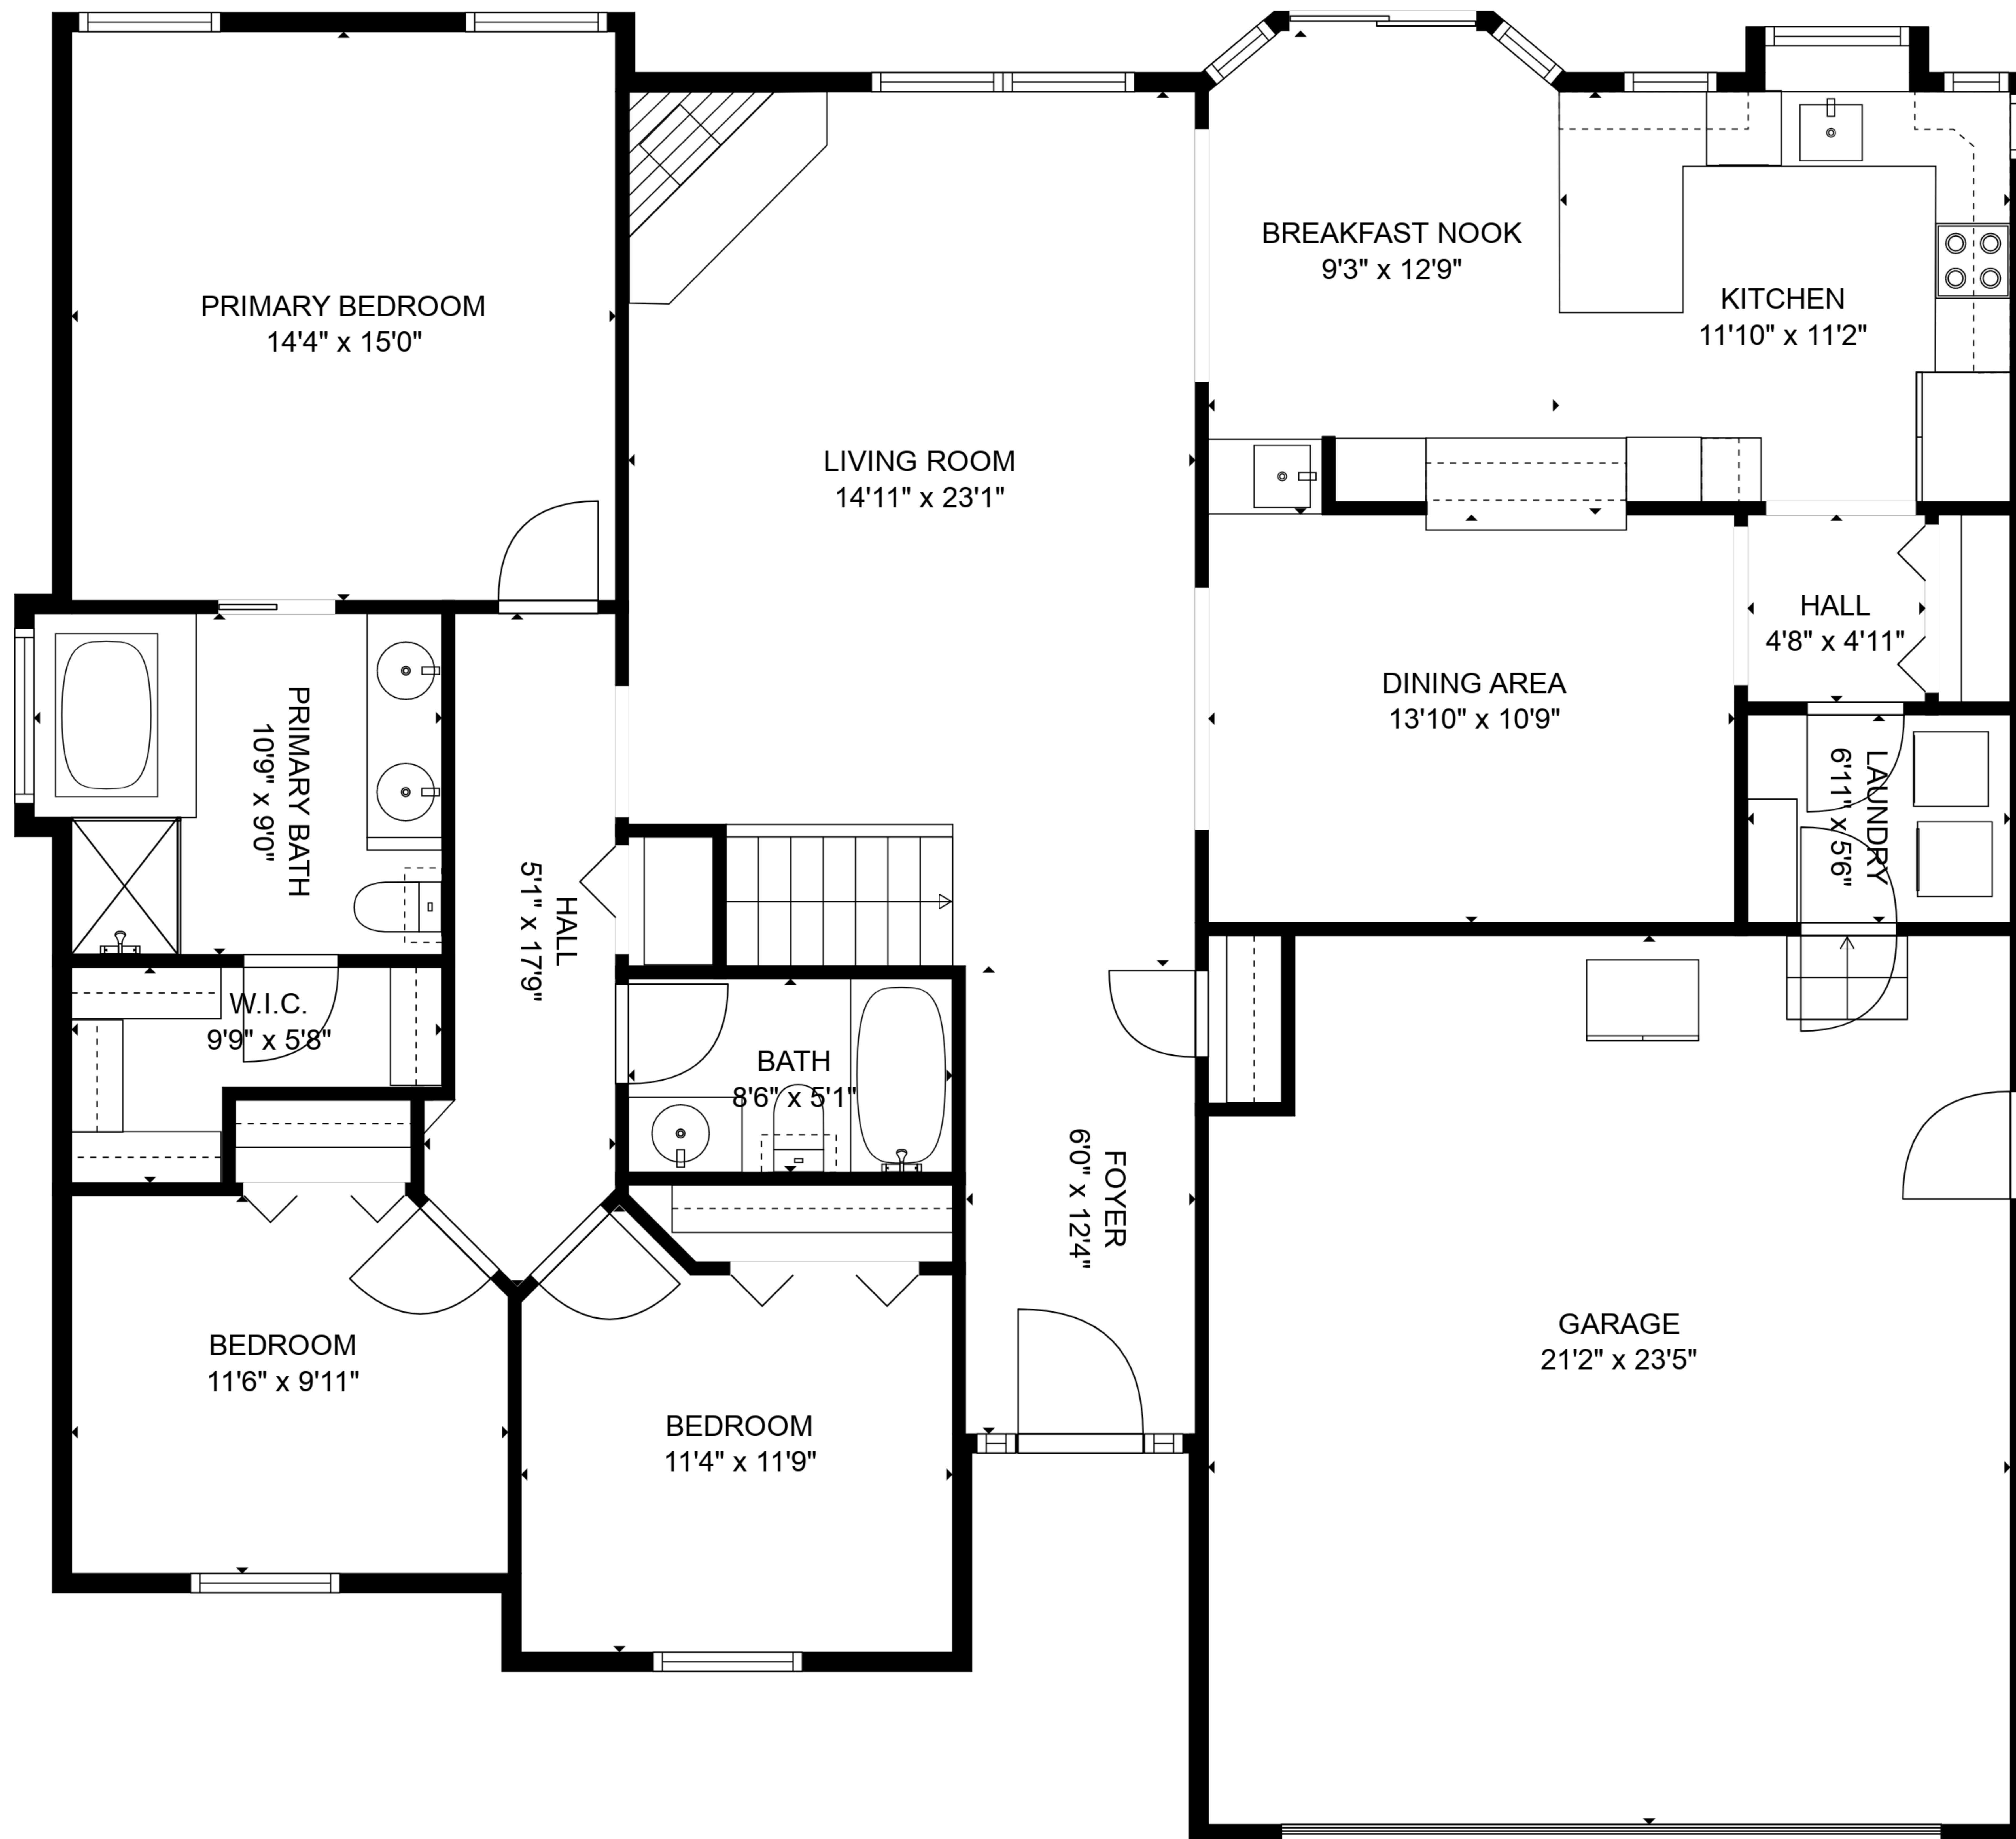 PRIMARY BEDROOM
14'4" x 15'0"
LIVING ROOM
14'11" x 23'1"
BREAKFAST NOOK
9'3" x 12'9"
KITCHEN
11'10" x 11'2"
HALL
4'8" x 4'11"
DINING AREA
13'10" x 10'9"
LAUNDRY
6'11" x 5'6"
PRIMARY BATH
10'9" x 9'0"
HALL
5'1" x 17'9"
W.I.C.
9'9" x 5'8"
BATH
8'6" x 5'1"
FOYER
6'0" x 12'4"
BEDROOM
11'6" x 9'11"
BEDROOM
11'4" x 11'9"
GARAGE
21'2" x 23'5"